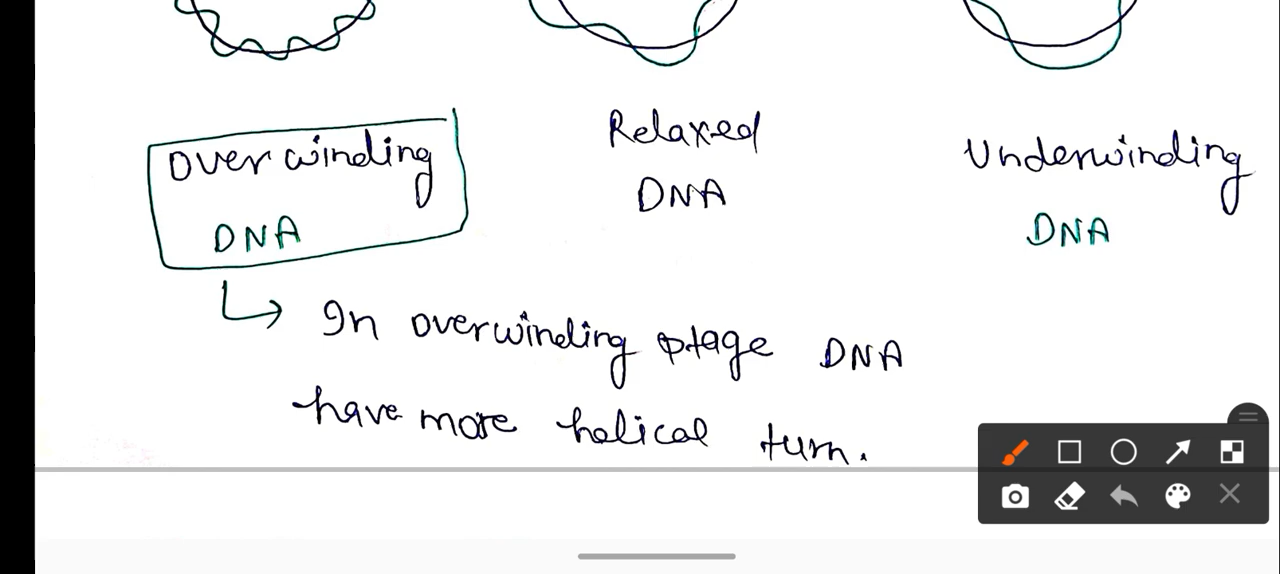 Over winding
DNA
Relaxed
DNA
Underwinding
DNA
In overwinding stage DNA
have more helical turn.